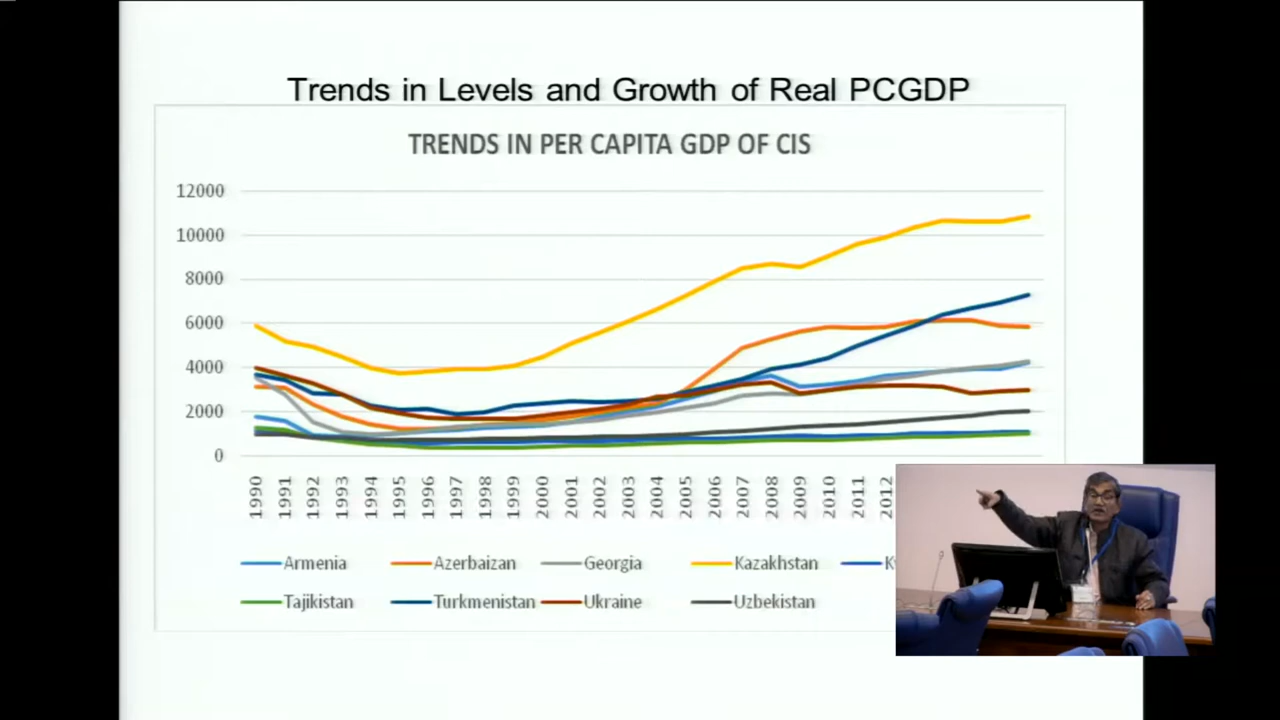 Trends in Levels and Growth of Real PCGDP
TRENDS IN PER CAPITA GDP OF CIS
12000
10000
8000
6000
4000
2000
0
1990 1991 1992 1993 1994 1995 1996 1997 1998 1999 2000 2001 2002 2003 2004 2005 2006 2007 2008 2009 2010 2011 2012
Armenia Azerbaizan Georgia Kazakhstan
Tajikistan Turkmenistan Ukraine Uzbekistan